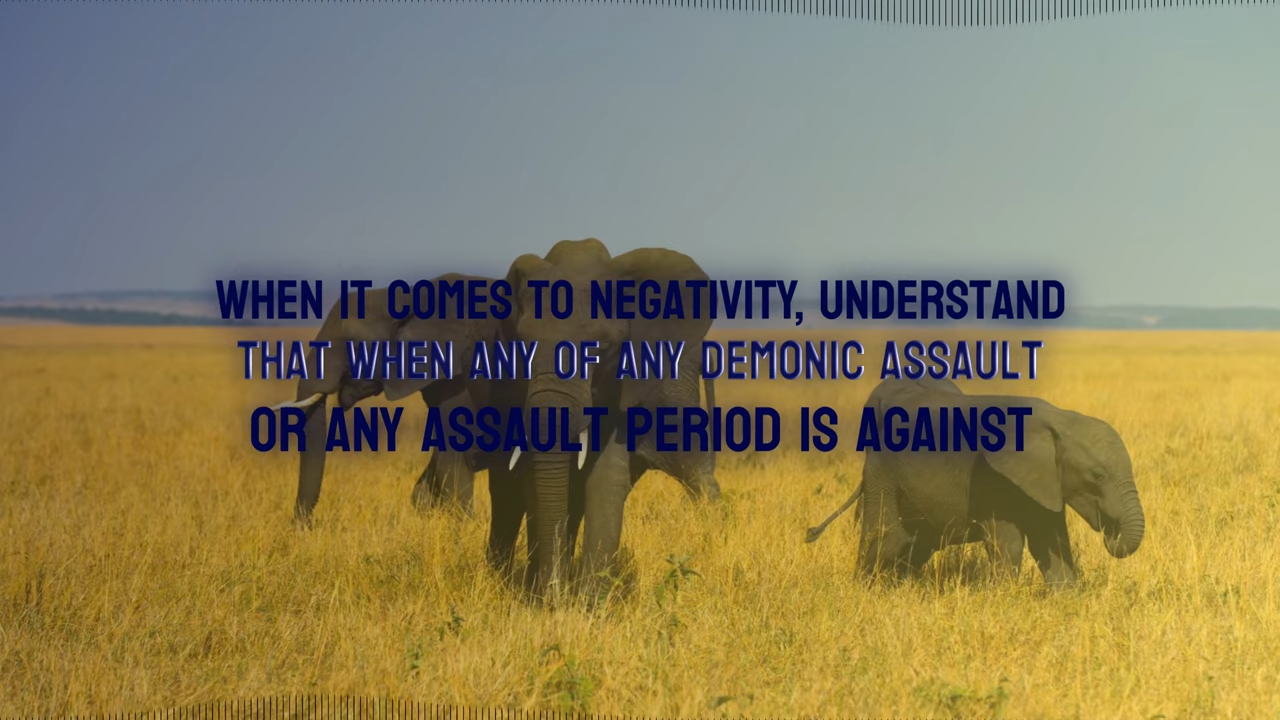 WHEN IT COMES TO NEGATIVITY, UNDERSTAND
THAT WHEN ANY OF ANY DEMONIC ASSAULT
OR ANY ASSAULT PERIOD IS AGAINST